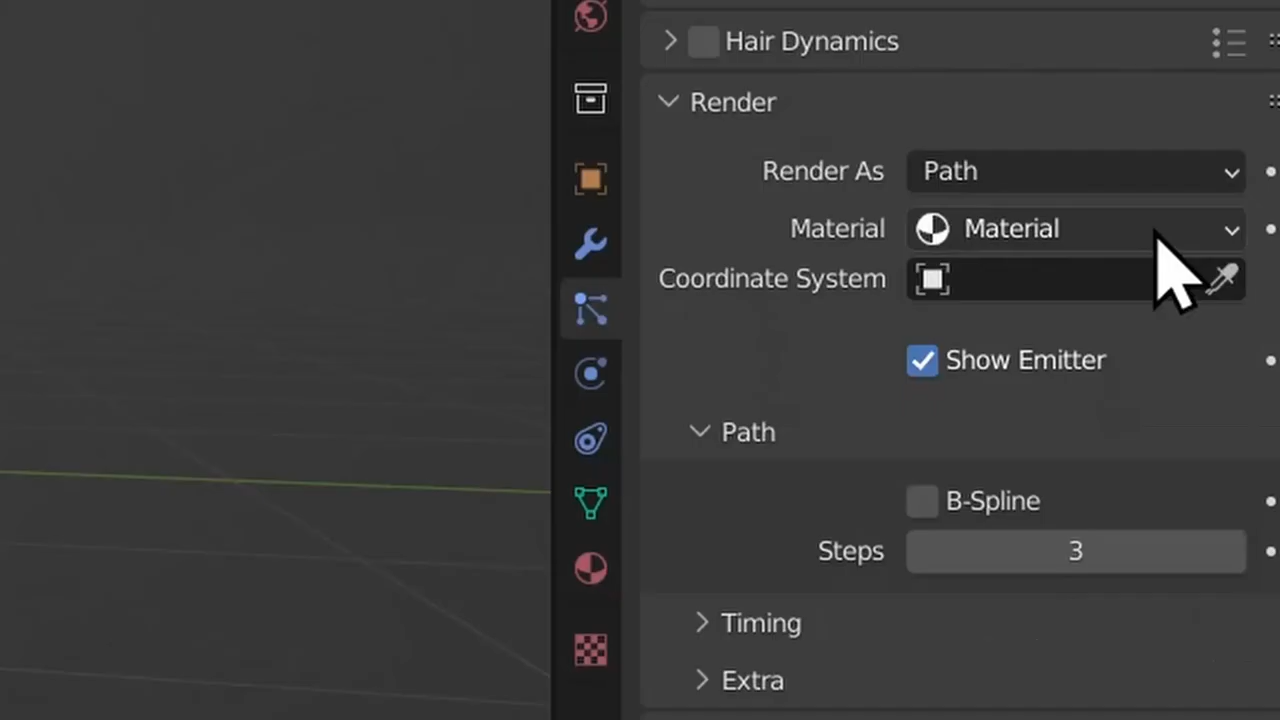 Hair Dynamics
Render
Render As Path
Material Material
Coordinate System
Show Emitter
Path
B-Spline
Steps 3
Timing
Extra